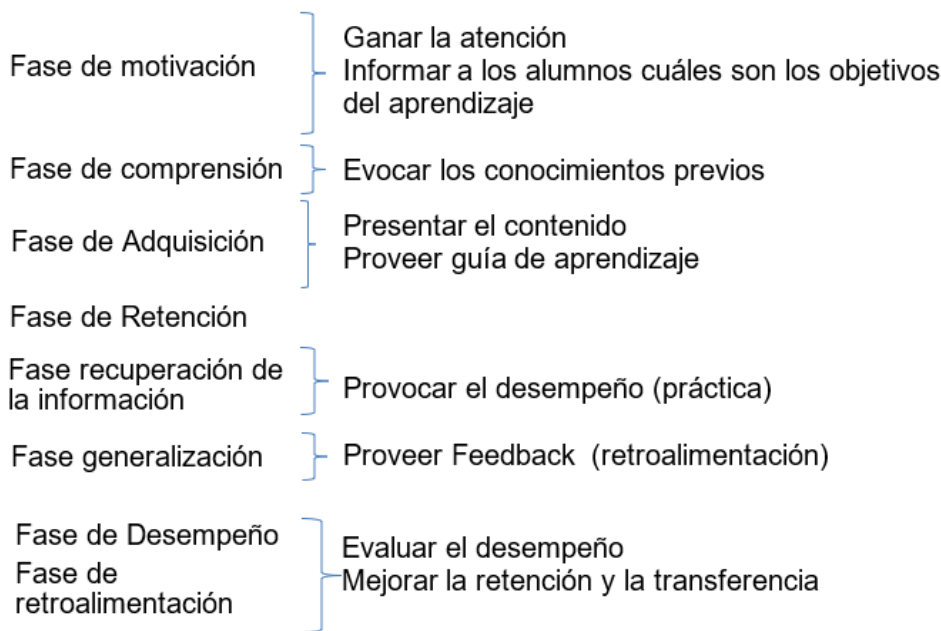 Fase de motivación
Ganar la atención
Informar a los alumnos cuáles son los objetivos
del aprendizaje
Fase de comprensión
Evocar los conocimientos previos
Fase de Adquisición
Presentar el contenido
Proveer guía de aprendizaje
Fase de Retención
Fase recuperación de
la información
Provocar el desempeño (práctica)
Fase generalización
Proveer Feedback (retroalimentación)
Fase de Desempeño
Fase de
retroalimentación
Evaluar el desempeño
Mejorar la retención y la transferencia